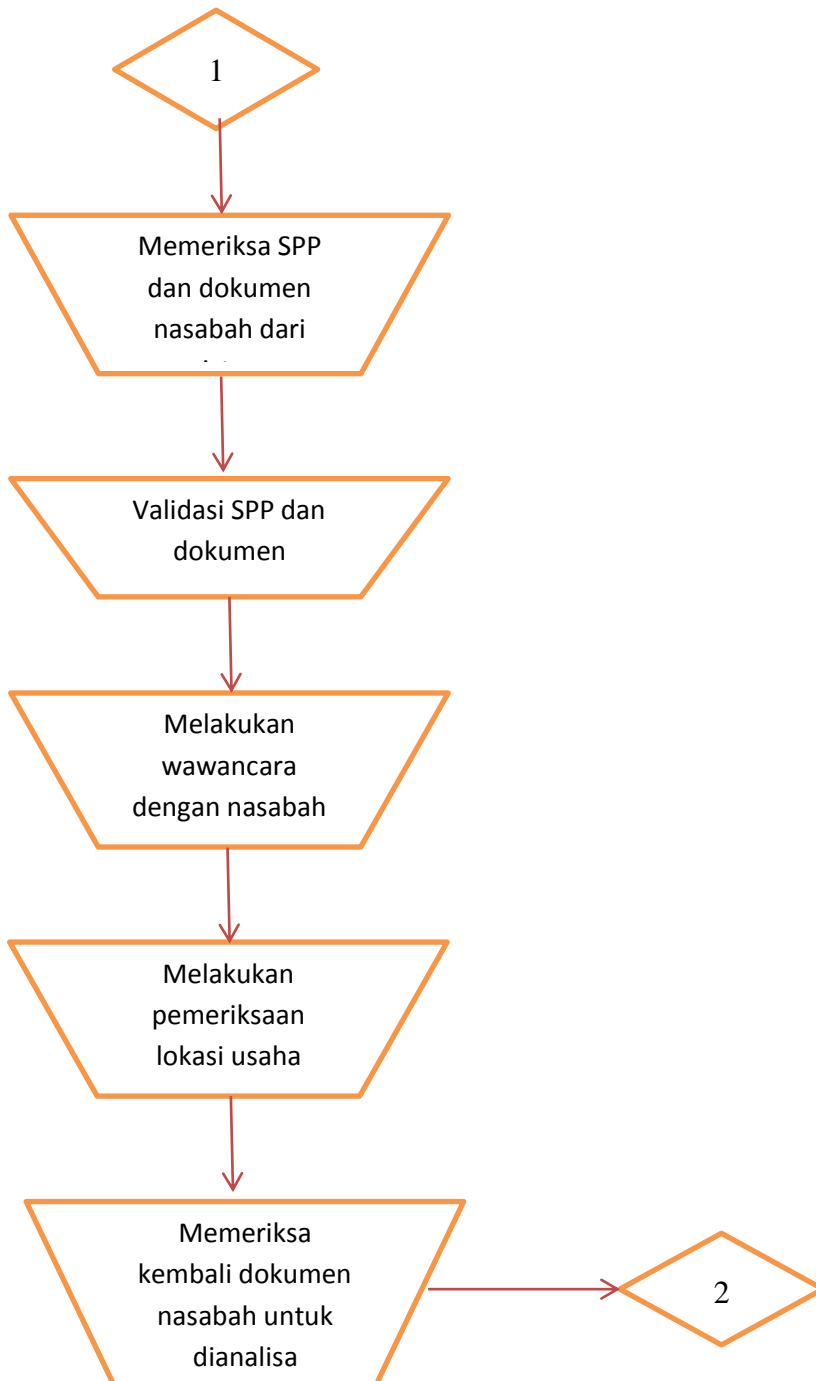 1
Memeriksa SPP
dan dokumen
nasabah dari
Validasi SPP dan
dokumen
Melakukan
wawancara
dengan nasabah
Melakukan
pemeriksaan
lokasi usaha
Memeriksa
kembali dokumen
nasabah untuk
dianalisa
2